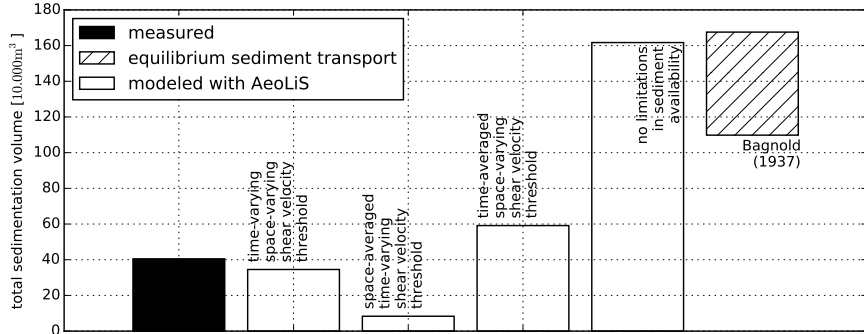 total sedimentation volume [10.000m³ ]
180
160
140
120
100
80
60
40
20
0
measured
equilibrium sediment transport
modeled with AeoLiS
time-varying
space-varying
shear velocity
threshold
space-averaged
time-varying
shear velocity
threshold
time-averaged
space-varying
shear velocity
threshold
no limitations
in sediment
availability
Bagnold
(1937)